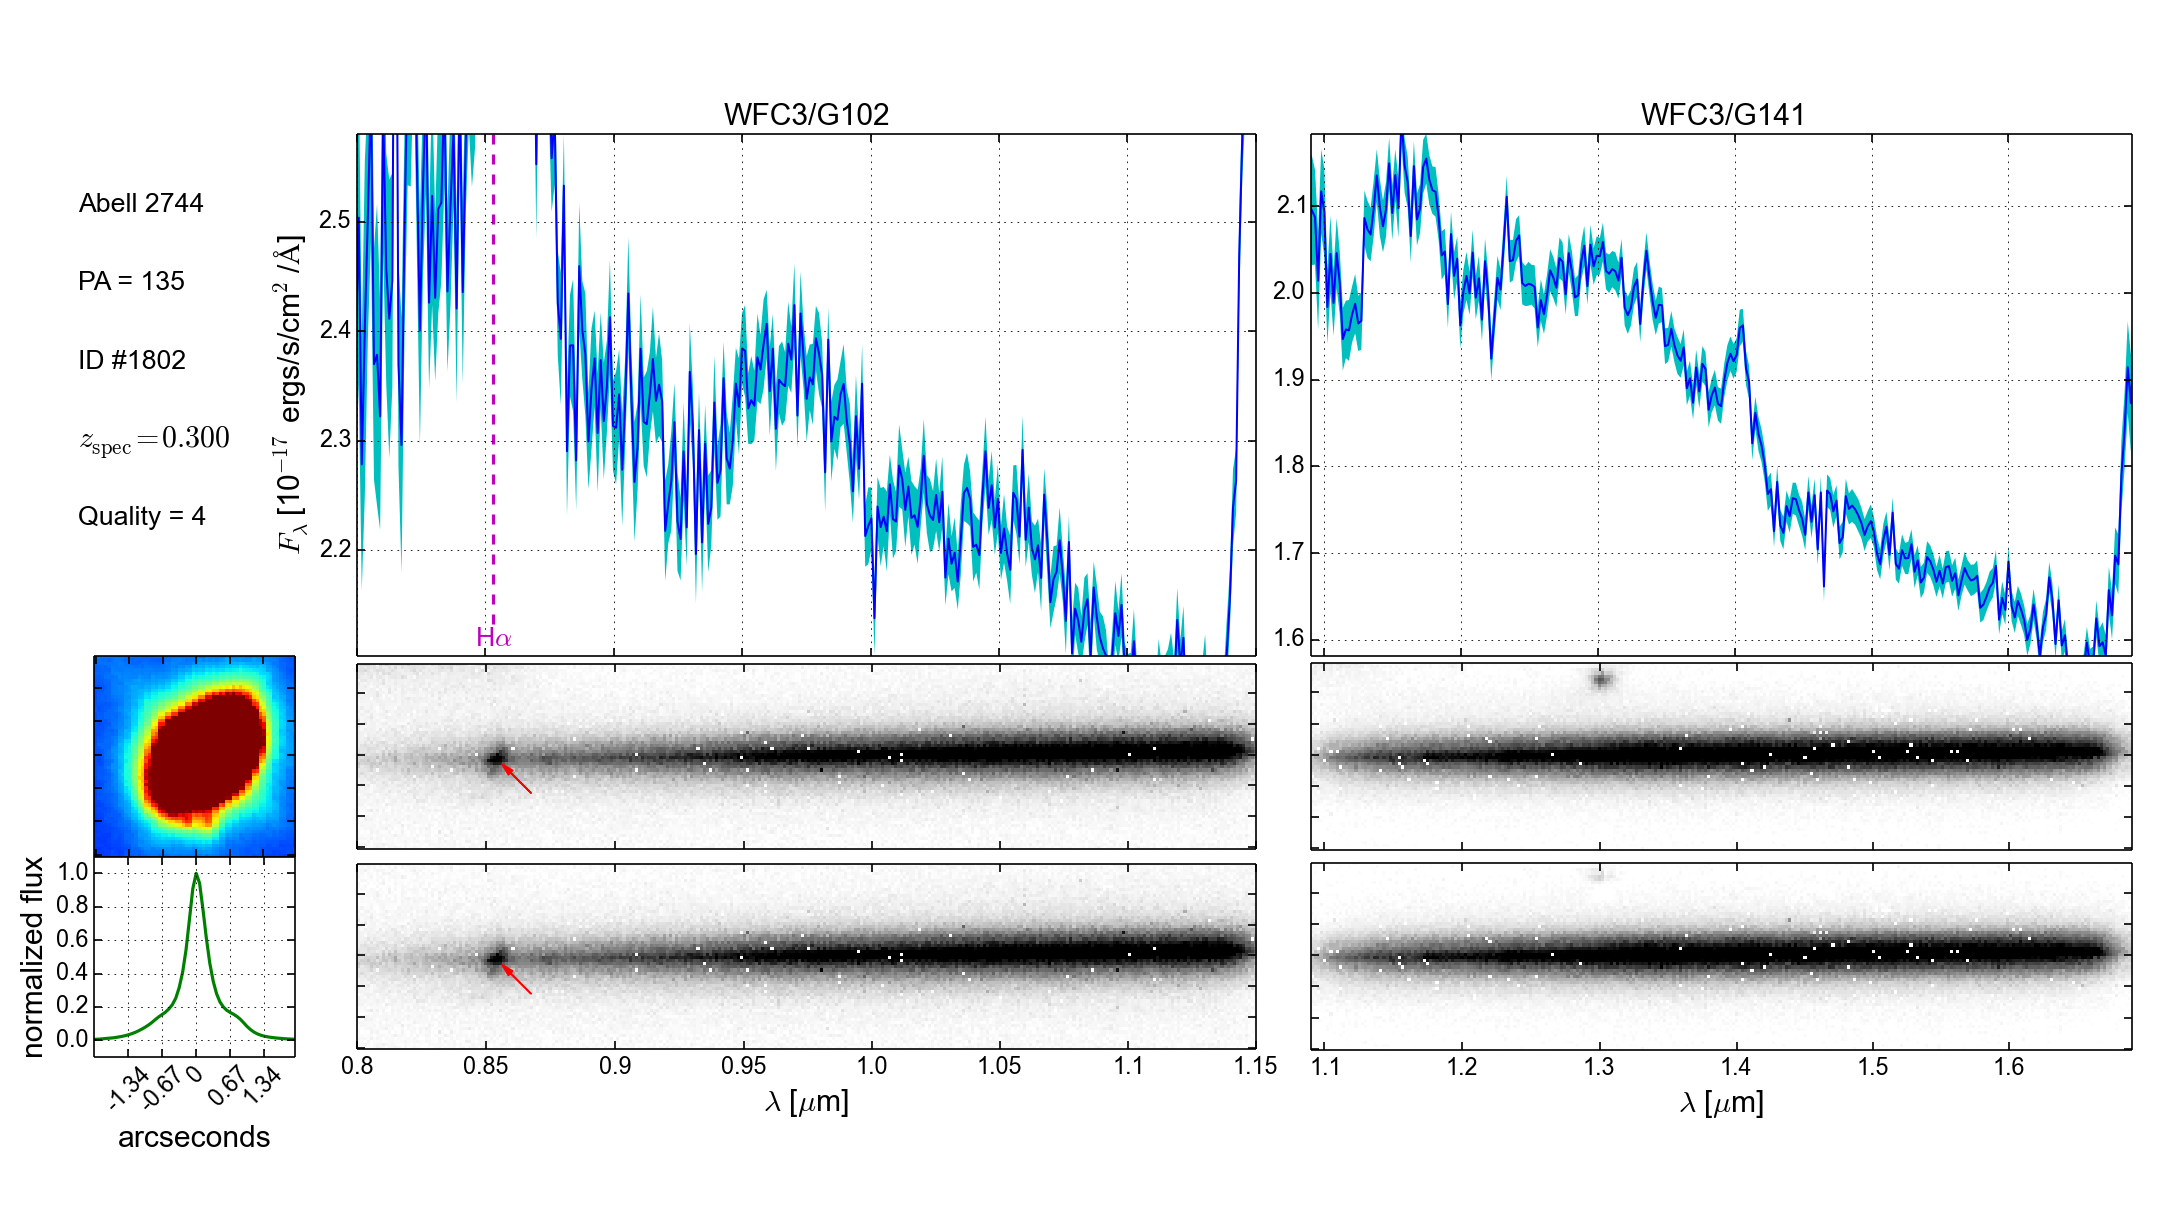 WFC3/G102
WFC3/G141
Abell 2744
PA = 135
ID #1802
z_spec = 0.300
Quality = 4
F_λ [10^-17 ergs/s/cm^2 /Å]
2.5
2.4
2.3
2.2
Hα
2.1
2.0
1.9
1.8
1.7
1.6
normalized flux
1.0
0.8
0.6
0.4
0.2
0.0
-1.34 -0.67 0 0.67 1.34
arcseconds
0.8 0.85 0.9 0.95 1.0 1.05 1.1 1.15
λ [μm]
1.1 1.2 1.3 1.4 1.5 1.6
λ [μm]